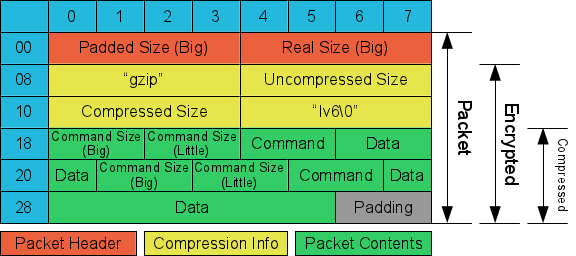 0 1 2 3 4 5 6 7
00 Padded Size (Big) Real Size (Big)
08 “gzip” Uncompressed Size
10 Compressed Size “lv6\0”
18 Command Size (Big) Command Size (Little) Command Data
20 Data Command Size (Big) Command Size (Little) Command Data
28 Data Padding
Packet
Encrypted
Compressed
Packet Header Compression Info Packet Contents